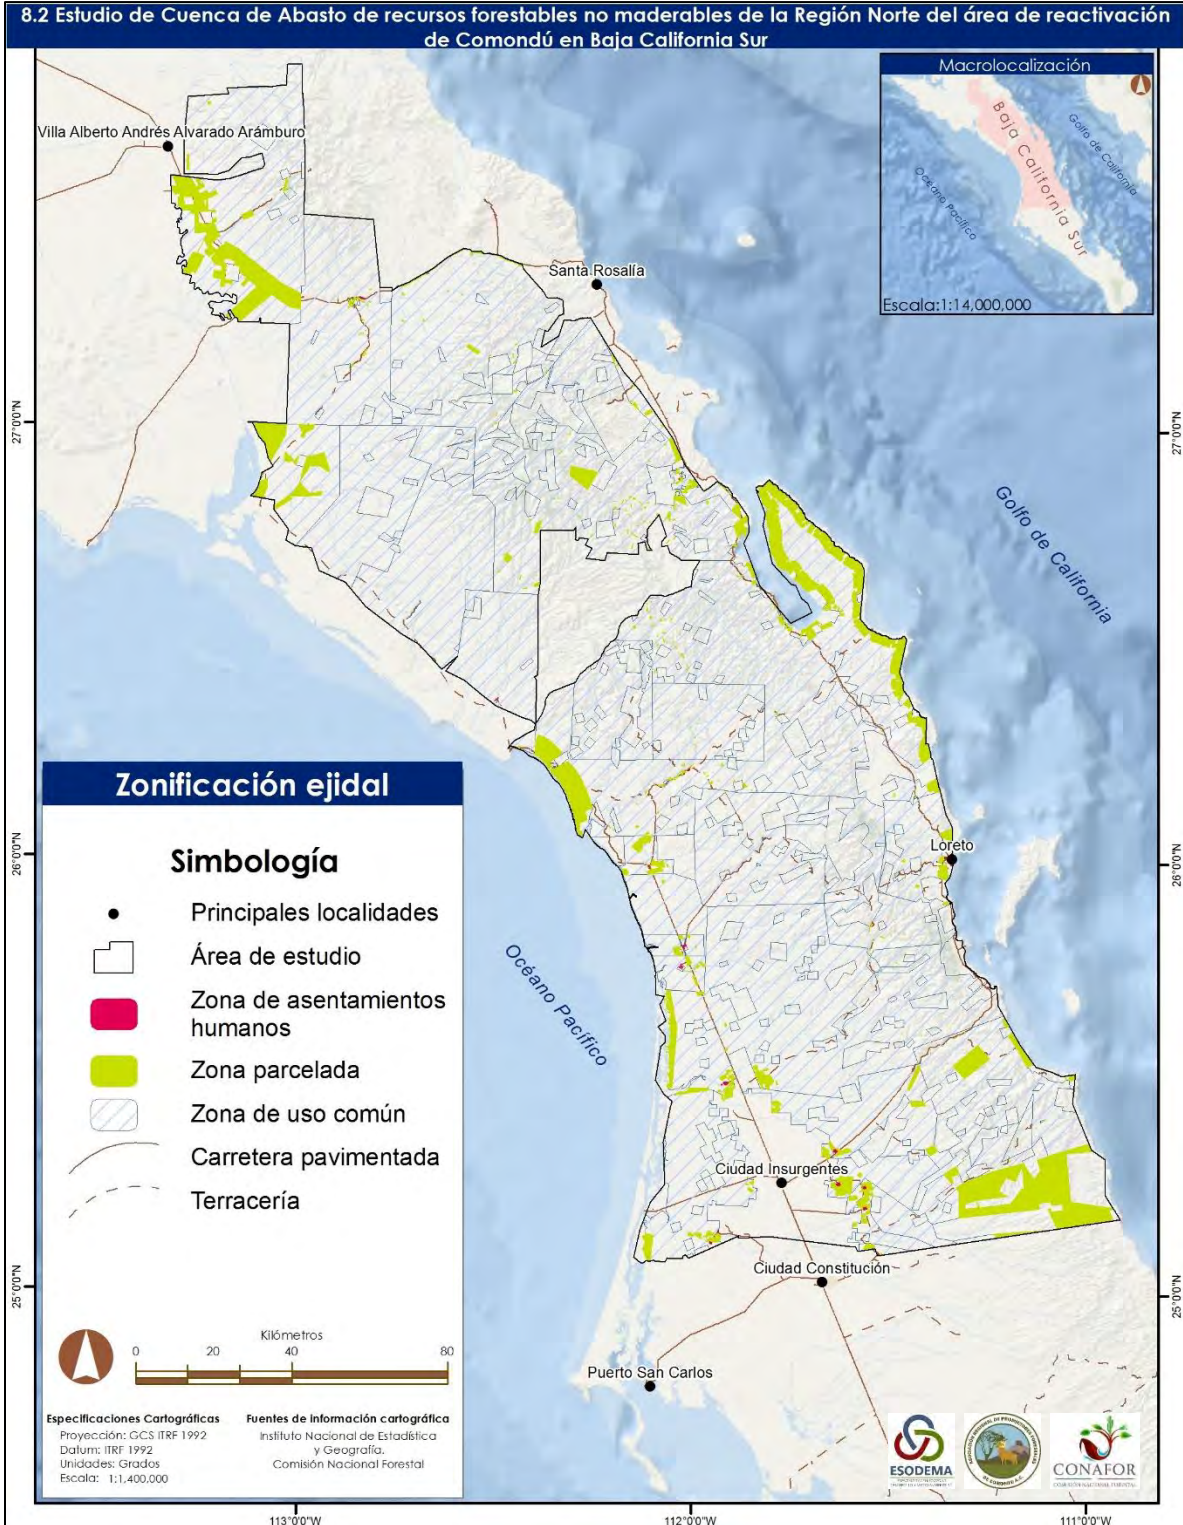 8.2 Estudio de Cuenca de Abasto de recursos forestables no maderables de la Región Norte del área de reactivación
de Comondú en Baja California Sur
Macrolocalización
Baja California Sur
Golfo de California
Océano Pacífico
Escala:1:14,000,000
Villa Alberto Andrés Alvarado Arámburo
Santa Rosalía
27°0'0"N
27°0'0"N
Golfo de California
26°0'0"N
26°0'0"N
Loreto
Océano Pacífico
Ciudad Insurgentes
Ciudad Constitución
25°0'0"N
25°0'0"N
Puerto San Carlos
Zonificación ejidal
Simbología
Principales localidades
Área de estudio
Zona de asentamientos
humanos
Zona parcelada
Zona de uso común
Carretera pavimentada
Terracería
Kilómetros
0 20 40 80
Especificaciones Cartográficas
Proyección: GCS ITRF 1992
Datum: ITRF 1992
Unidades: Grados
Escala: 1:1,400,000
Fuentes de información cartográfica
Instituto Nacional de Estadística
y Geografía.
Comisión Nacional Forestal
ESODEMA
CONAFOR
COMISIÓN NACIONAL FORESTAL
113°0'0"W
112°0'0"W
111°0'0"W